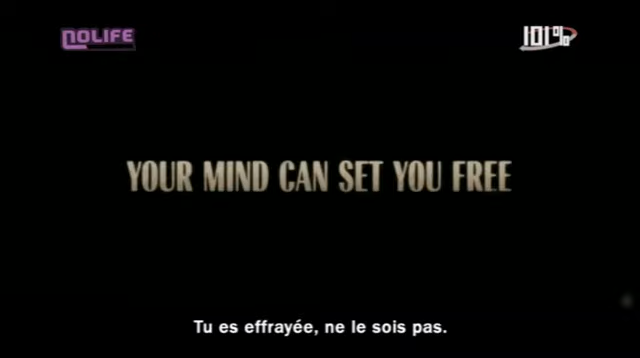 NOLIFE
101%
YOUR MIND CAN SET YOU FREE
Tu es effrayée, ne le sois pas.